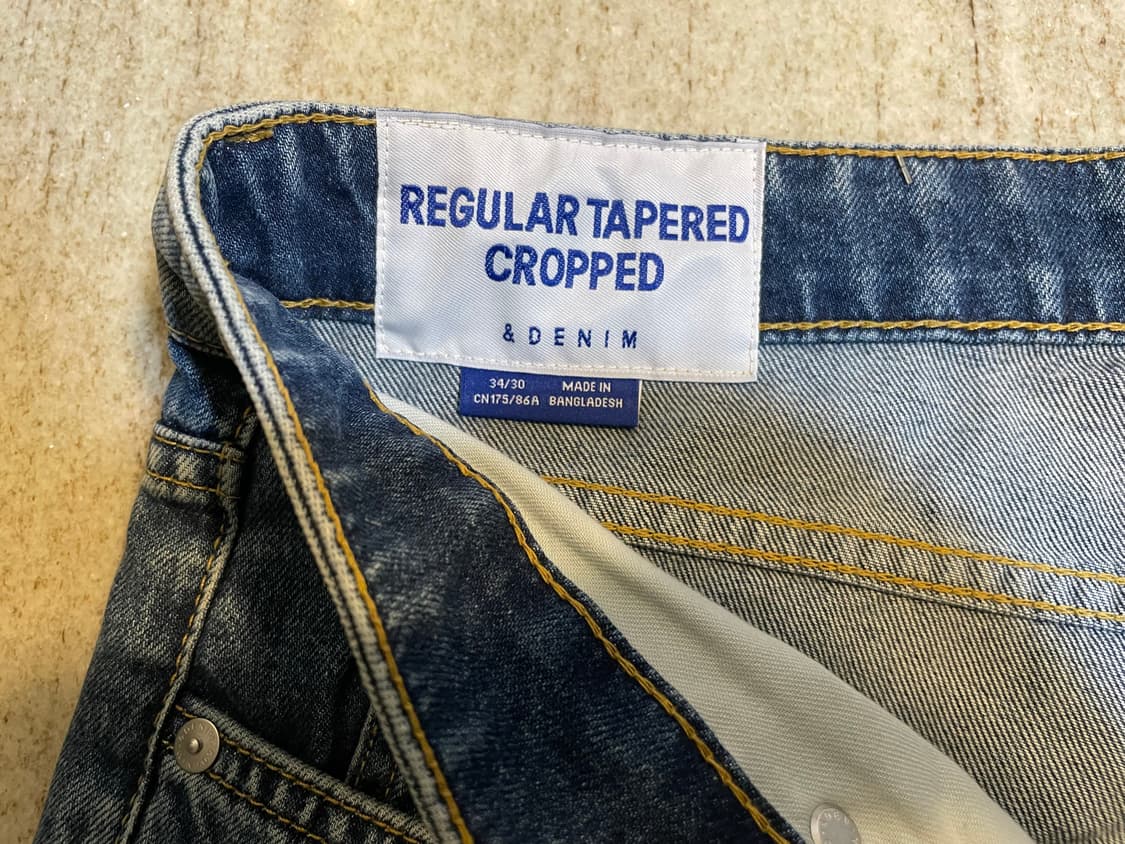 REGULAR TAPERED
CROPPED
& DENIM
34/30 MADE IN
CN175/86A BANGLADESH